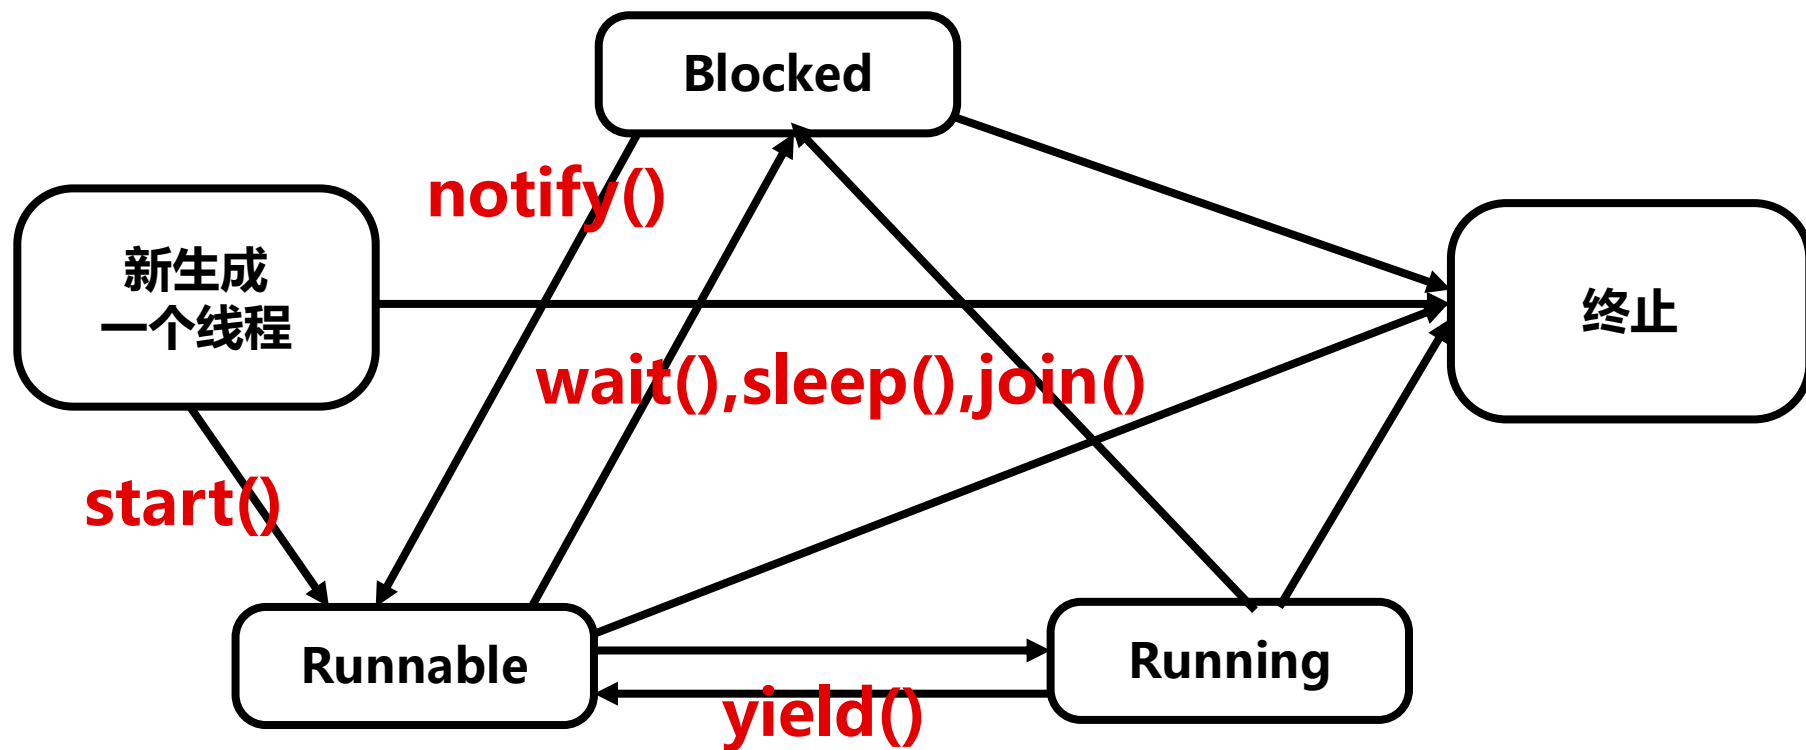 Blocked
notify()
新生成
一个线程
终止
wait(),sleep(),join()
start()
Runnable
Running
yield()